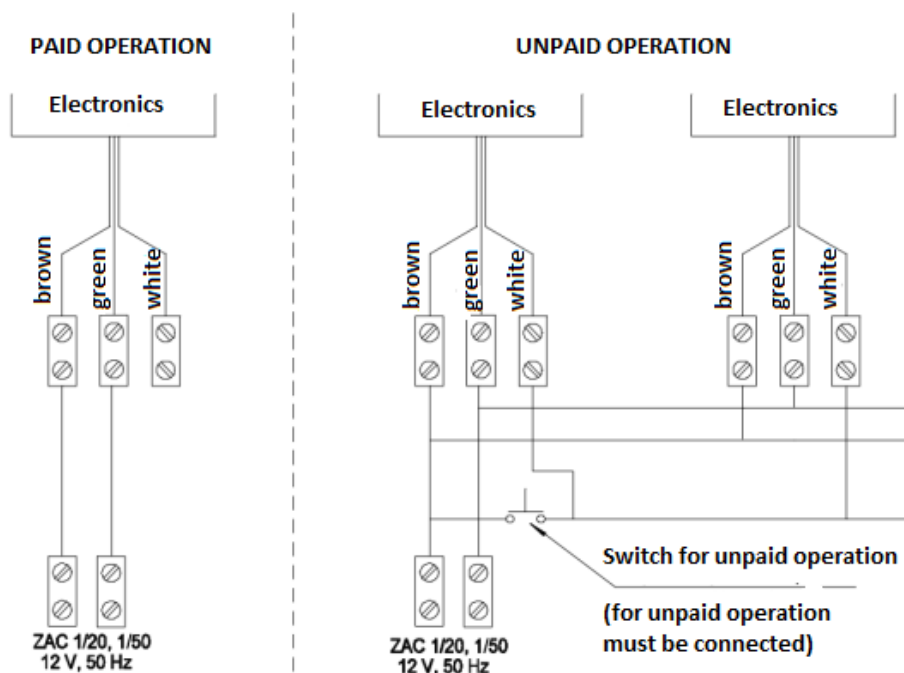 PAID OPERATION
Electronics
brown
green
white
ZAC 1/20, 1/50
12 V, 50 Hz
UNPAID OPERATION
Electronics
Electronics
brown
green
white
brown
green
white
Switch for unpaid operation
(for unpaid operation
must be connected)
ZAC 1/20, 1/50
12 V, 50 Hz